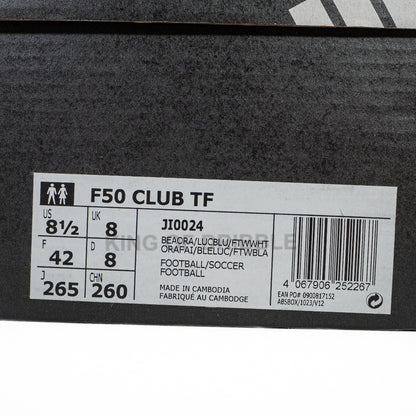 F50 CLUB TF
US 8½ UK 8
F 42 D 8
J 265 CHN 260
JI0024
BEAORA/LUCBLU/FTWWHT
ORAFAI/BLELUC/FTWBLA
FOOTBALL/SOCCER
FOOTBALL
MADE IN CAMBODIA
FABRIQUÉ AU CAMBODGE
4 067906 252267
EAN PO# 0900817152
ABSBOX/1023/V12